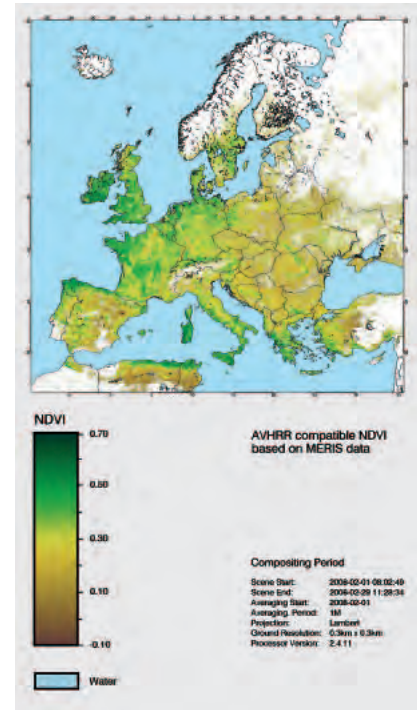 NDVI
0.70
0.50
0.30
0.10
-0.10
Water
AVHRR compatible NDVI
based on MERIS data
Compositing Period
Scene Start: 2008-02-01 08:02:49
Scene End: 2008-02-29 11:28:34
Averaging Start: 2008-02-01
Averaging. Period: 1M
Projection: Lambert
Ground Resolution: 0.3km x 0.3km
Processor Version: 2.4.11